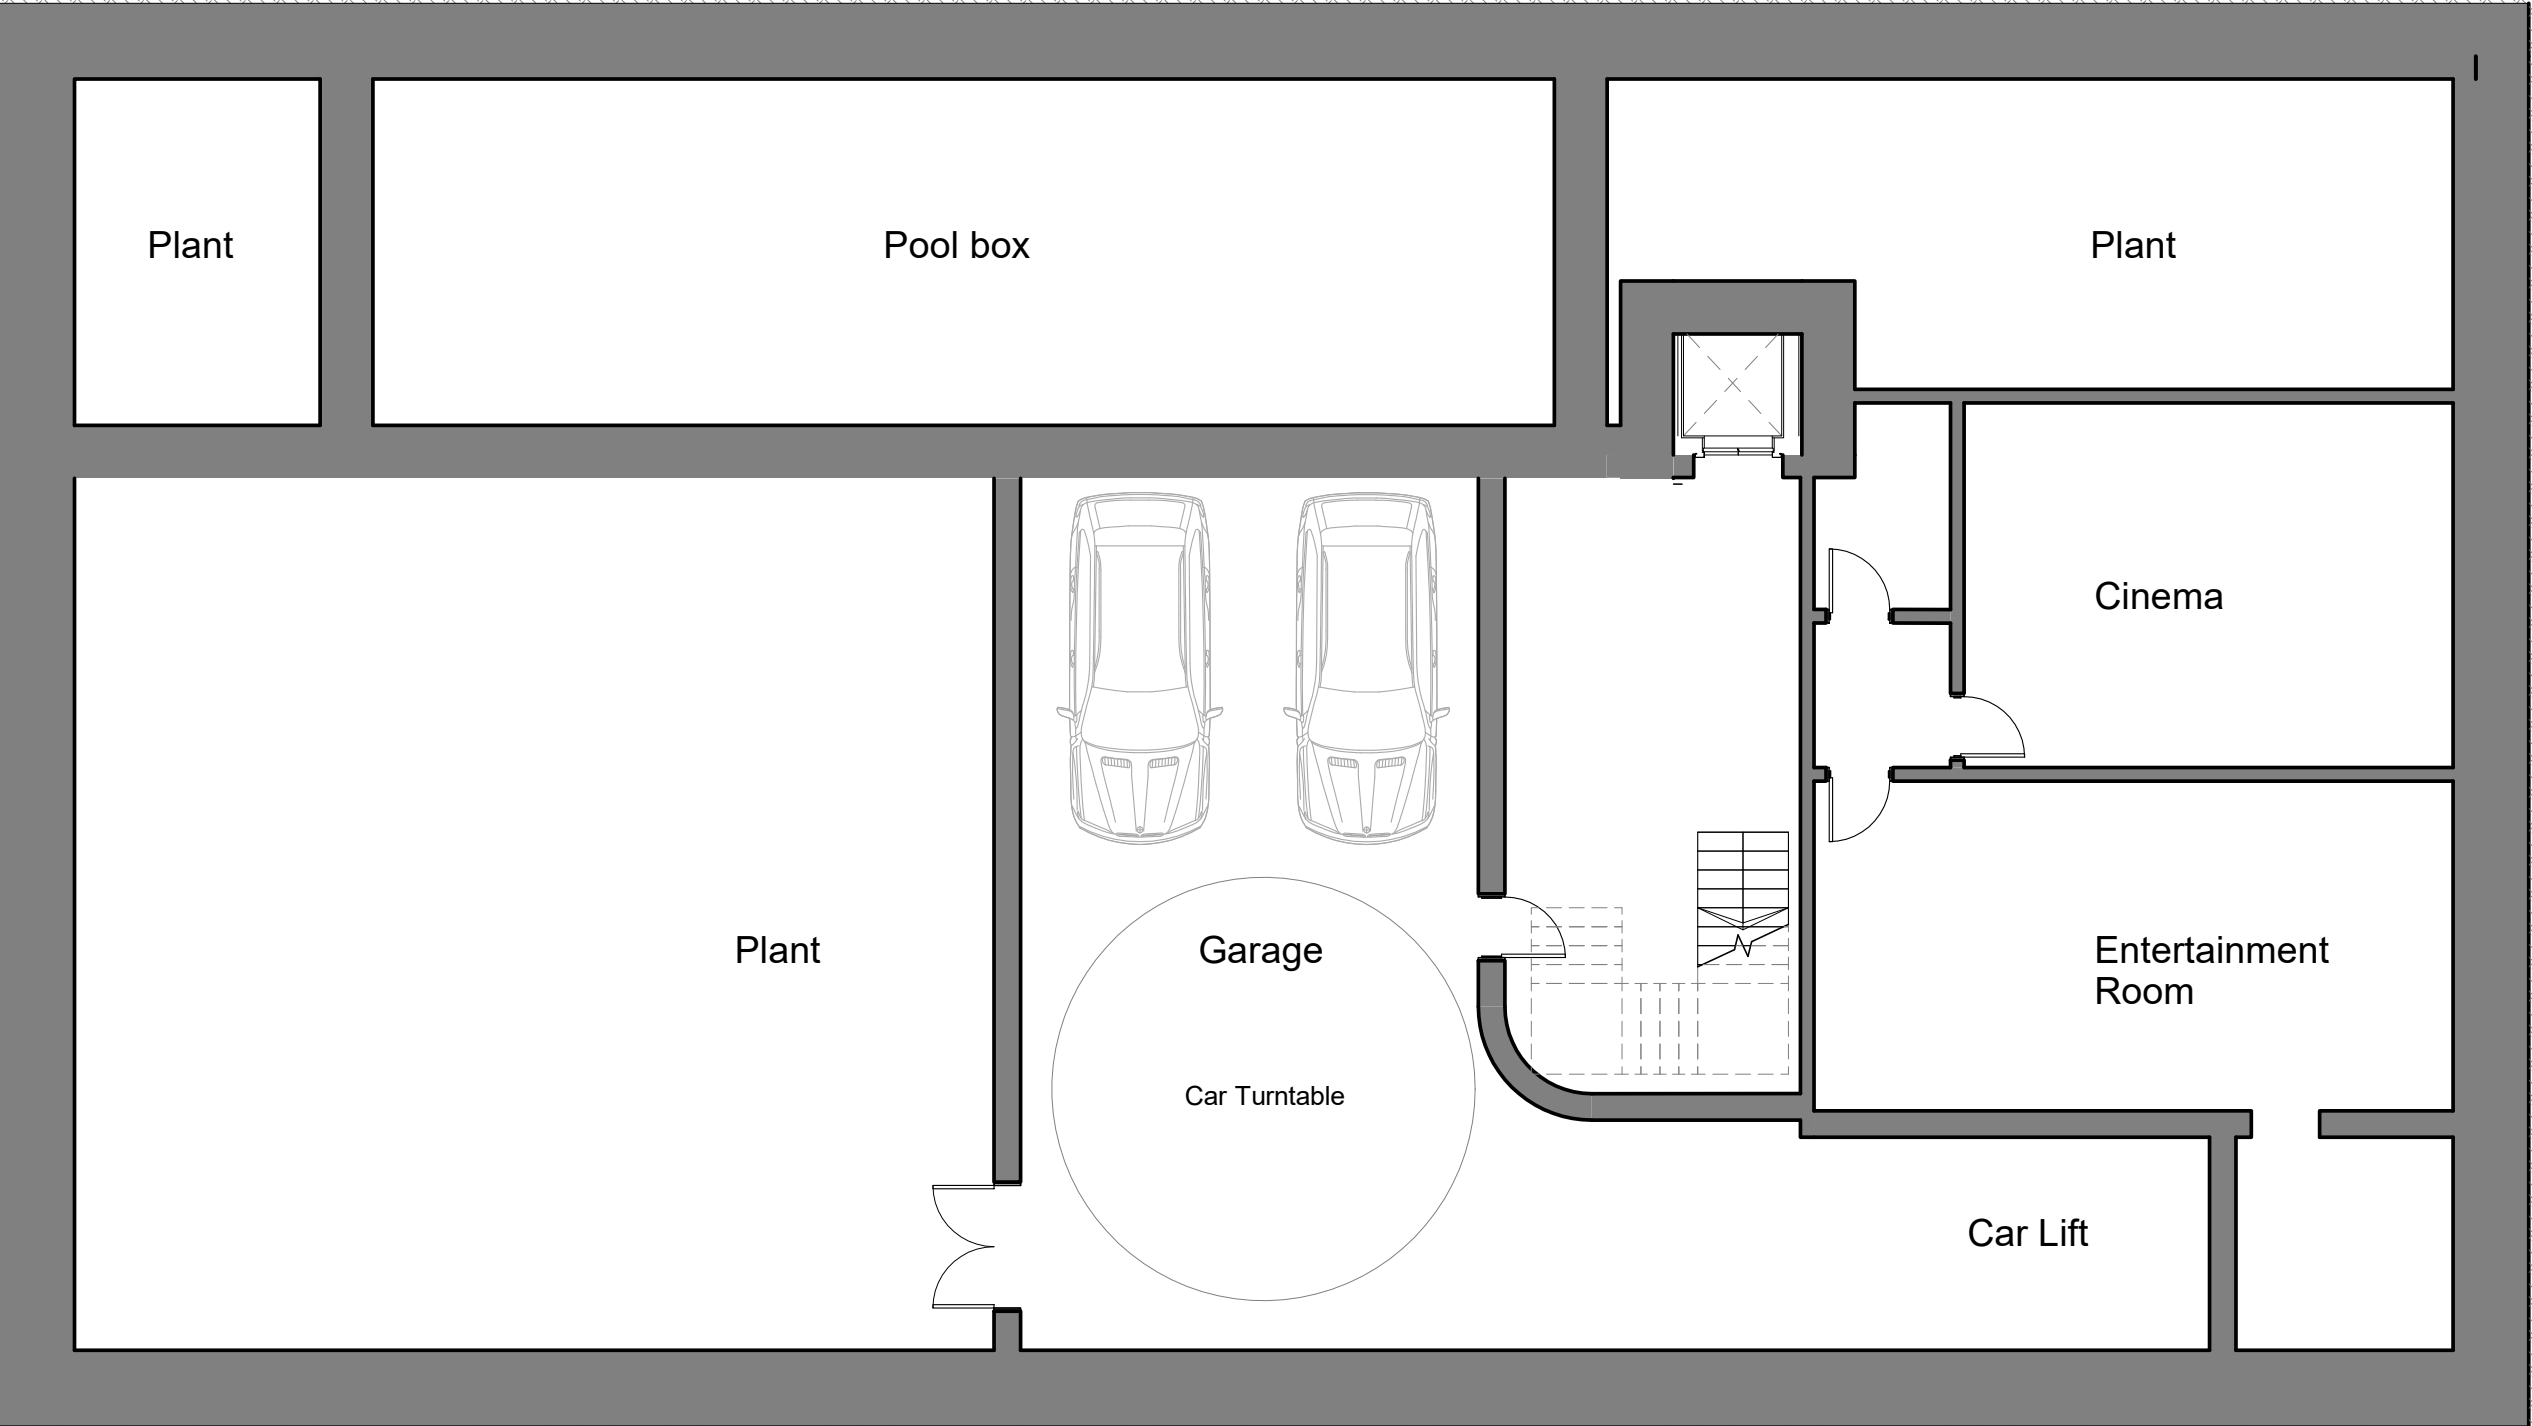 Plant
Pool box
Plant
Cinema
Plant
Garage
Entertainment
Room
Car Turntable
Car Lift